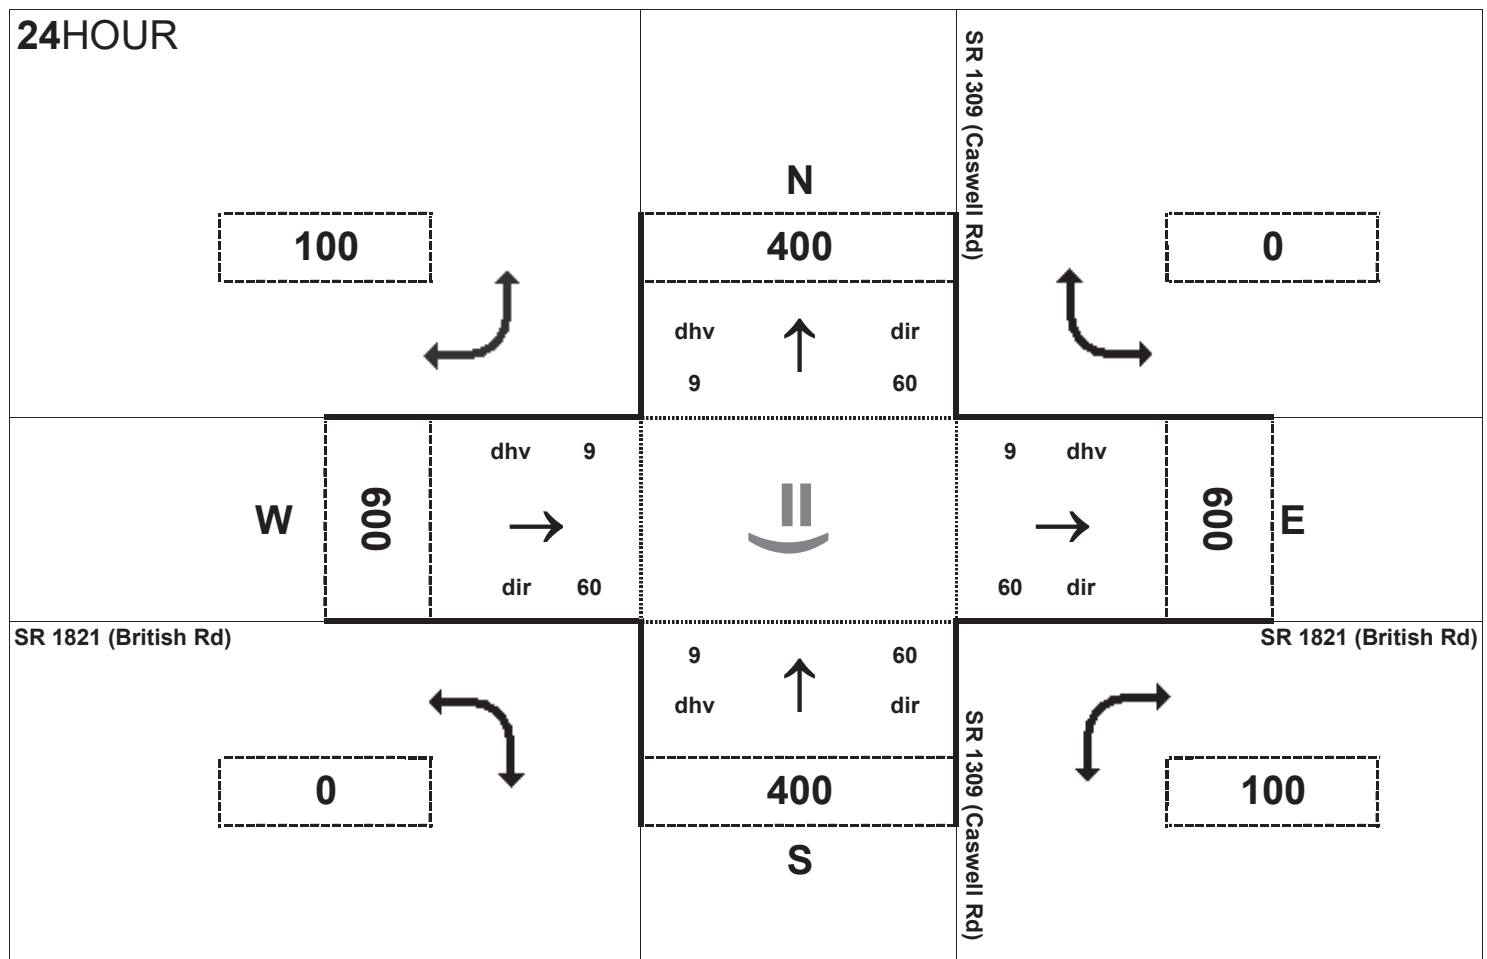 24HOUR
SR 1309 (Caswell Rd)
N
100
400
0
dhv
dir
9
60
dhv 9
9 dhv
W
600
600
E
dir 60
60 dir
SR 1821 (British Rd)
SR 1821 (British Rd)
9
60
dhv
dir
SR 1309 (Caswell Rd)
0
400
100
S